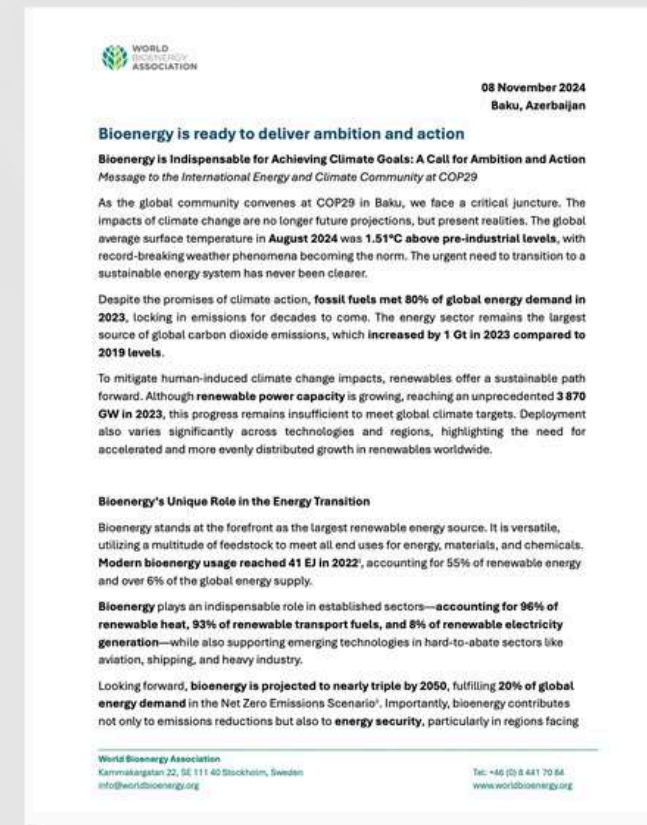 WORLD
BIOENERGY
ASSOCIATION
08 November 2024
Baku, Azerbaijan
Bioenergy is ready to deliver ambition and action
Bioenergy is Indispensable for Achieving Climate Goals: A Call for Ambition and Action
Message to the International Energy and Climate Community at COP29
As the global community convenes at COP29 in Baku, we face a critical juncture. The
impacts of climate change are no longer future projections, but present realities. The global
average surface temperature in August 2024 was 1.51°C above pre-industrial levels, with
record-breaking weather phenomena becoming the norm. The urgent need to transition to a
sustainable energy system has never been clearer.
Despite the promises of climate action, fossil fuels met 80% of global energy demand in
2023, locking in emissions for decades to come. The energy sector remains the largest
source of global carbon dioxide emissions, which increased by 1 Gt in 2023 compared to
2019 levels.
To mitigate human-induced climate change impacts, renewables offer a sustainable path
forward. Although renewable power capacity is growing, reaching an unprecedented 3 870
GW in 2023, this progress remains insufficient to meet global climate targets. Deployment
also varies significantly across technologies and regions, highlighting the need for
accelerated and more evenly distributed growth in renewables worldwide.
Bioenergy's Unique Role in the Energy Transition
Bioenergy stands at the forefront as the largest renewable energy source. It is versatile,
utilizing a multitude of feedstock to meet all end uses for energy, materials, and chemicals.
Modern bioenergy usage reached 41 EJ in 2022, accounting for 55% of renewable energy
and over 6% of the global energy supply.
Bioenergy plays an indispensable role in established sectors—accounting for 96% of
renewable heat, 93% of renewable transport fuels, and 8% of renewable electricity
generation—while also supporting emerging technologies in hard-to-abate sectors like
aviation, shipping, and heavy industry.
Looking forward, bioenergy is projected to nearly triple by 2050, fulfilling 20% of global
energy demand in the Net Zero Emissions Scenario. Importantly, bioenergy contributes
not only to emissions reductions but also to energy security, particularly in regions facing
World Bioenergy Association
Kammakargatan 22, SE 111 40 Stockholm, Sweden
info@worldbioenergy.org
Tel: +46 (0) 8 441 70 84
www.worldbioenergy.org